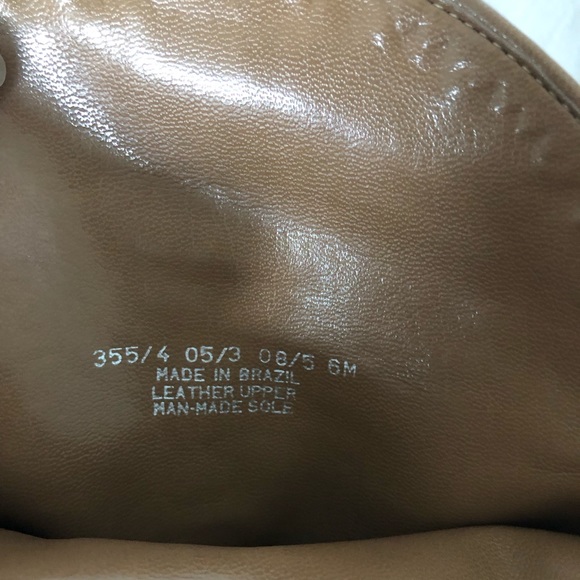 355/4 05/3 08/5 6M
MADE IN BRAZIL
LEATHER UPPER
MAN-MADE SOLE